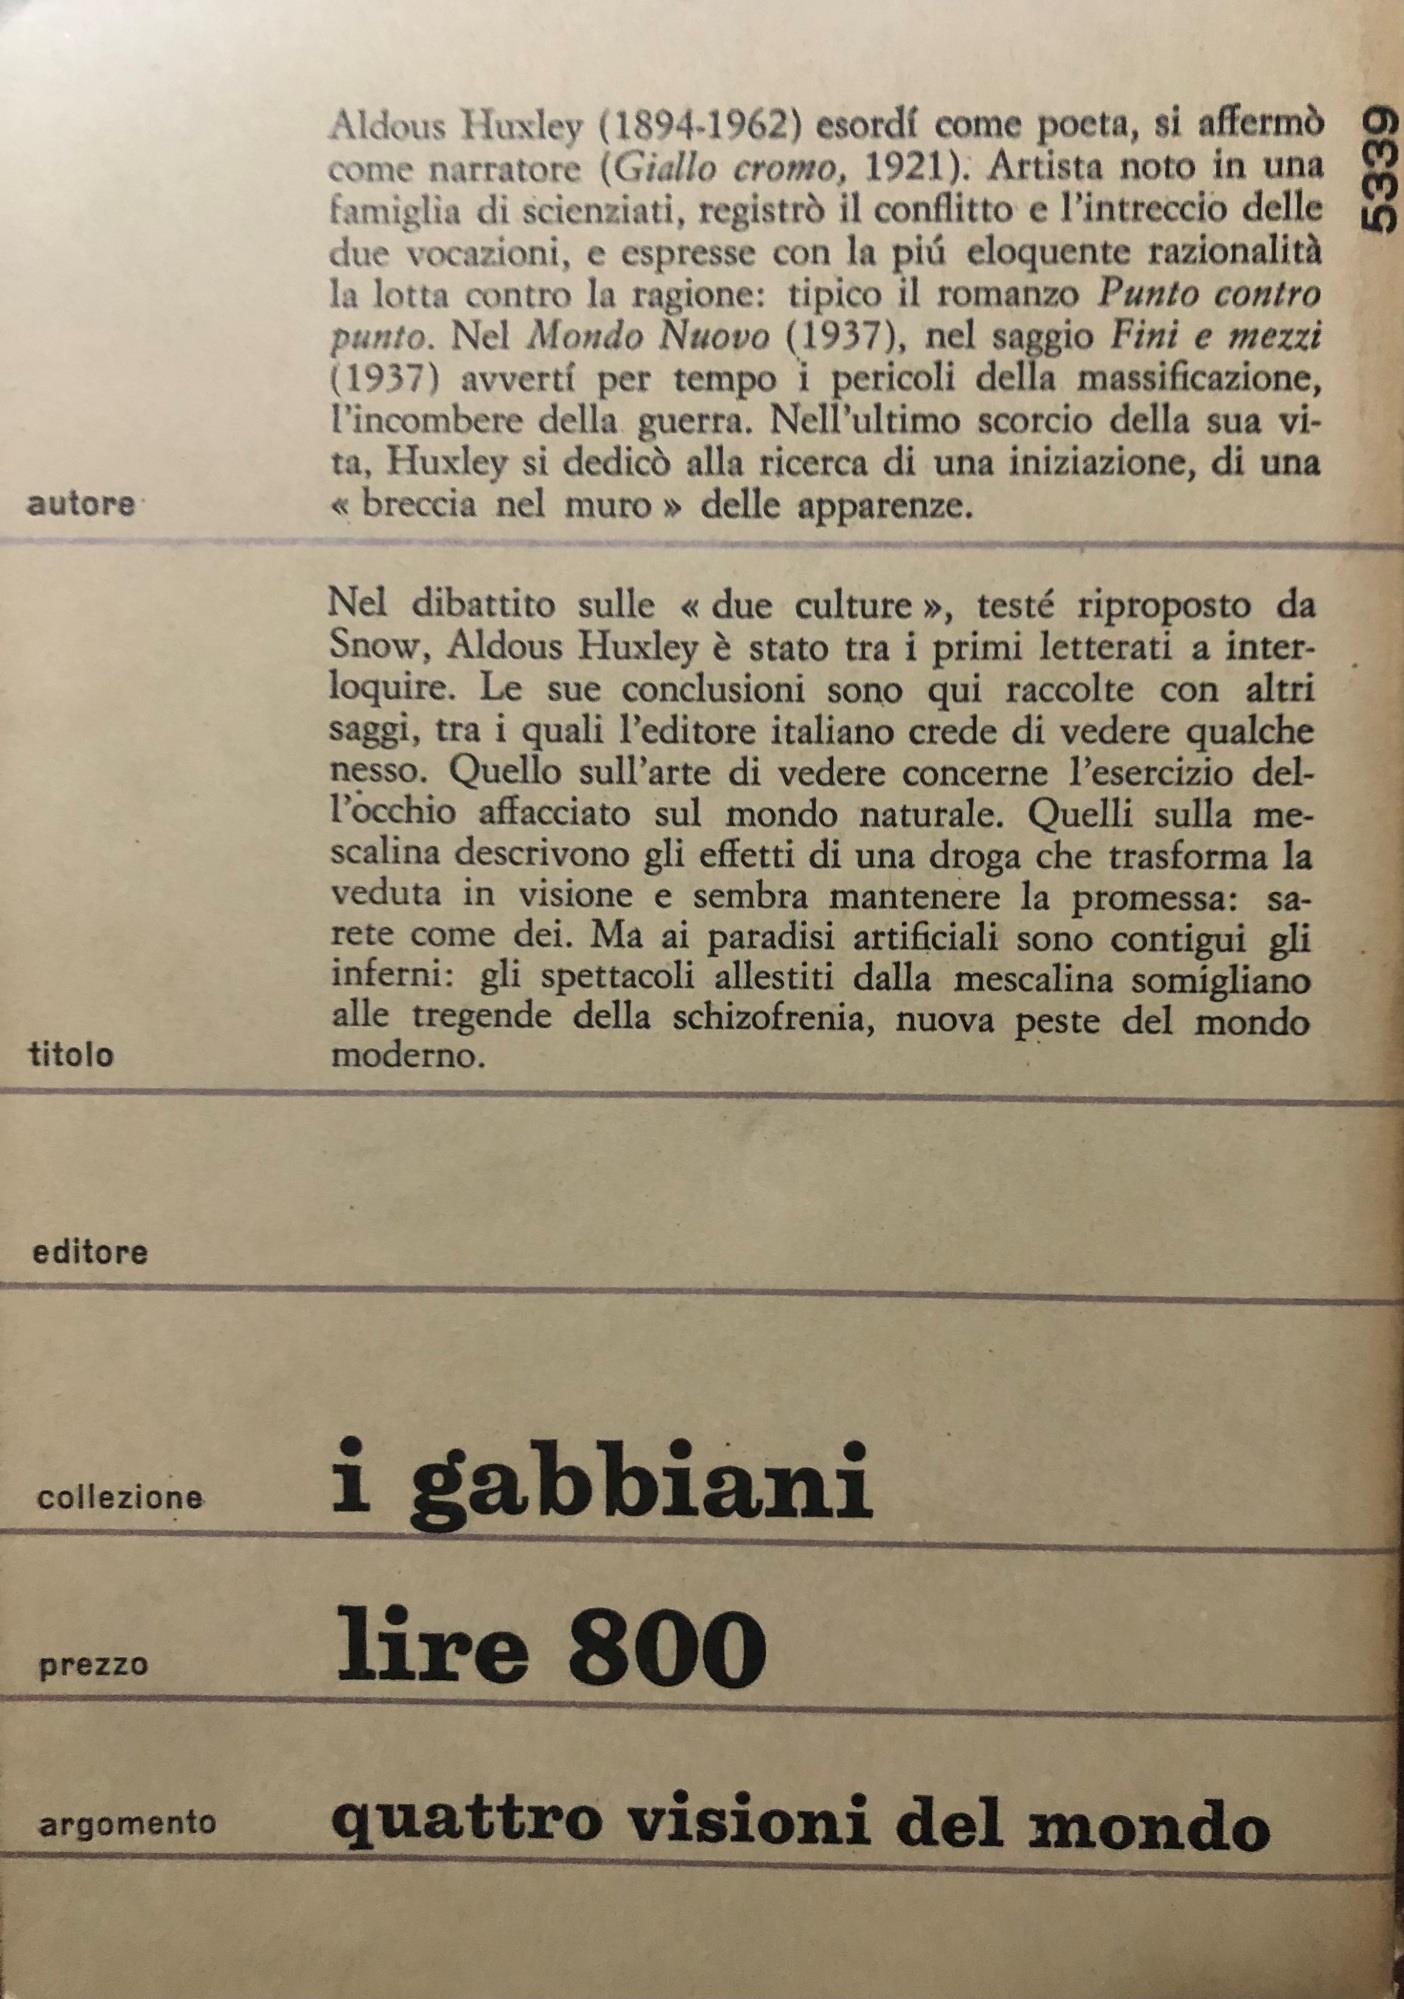 Aldous Huxley (1894-1962) esordí come poeta, si affermò
come narratore (Giallo cromo, 1921). Artista noto in una
famiglia di scienziati, registrò il conflitto e l'intreccio delle
due vocazioni, e espresse con la piú eloquente razionalità
la lotta contro la ragione: tipico il romanzo Punto contro
punto. Nel Mondo Nuovo (1937), nel saggio Fini e mezzi
(1937) avvertí per tempo i pericoli della massificazione,
l'incombere della guerra. Nell'ultimo scorcio della sua vi-
ta, Huxley si dedicò alla ricerca di una iniziazione, di una
« breccia nel muro » delle apparenze.
autore
5339
Nel dibattito sulle « due culture », testé riproposto da
Snow, Aldous Huxley è stato tra i primi letterati a inter-
loquire. Le sue conclusioni sono qui raccolte con altri
saggi, tra i quali l'editore italiano crede di vedere qualche
nesso. Quello sull'arte di vedere concerne l'esercizio del-
l'occhio affacciato sul mondo naturale. Quelli sulla me-
scalina descrivono gli effetti di una droga che trasforma la
veduta in visione e sembra mantenere la promessa: sa-
rete come dei. Ma ai paradisi artificiali sono contigui gli
inferni: gli spettacoli allestiti dalla mescalina somigliano
alle tregende della schizofrenia, nuova peste del mondo
moderno.
titolo
editore
collezione i gabbiani
prezzo lire 800
argomento quattro visioni del mondo